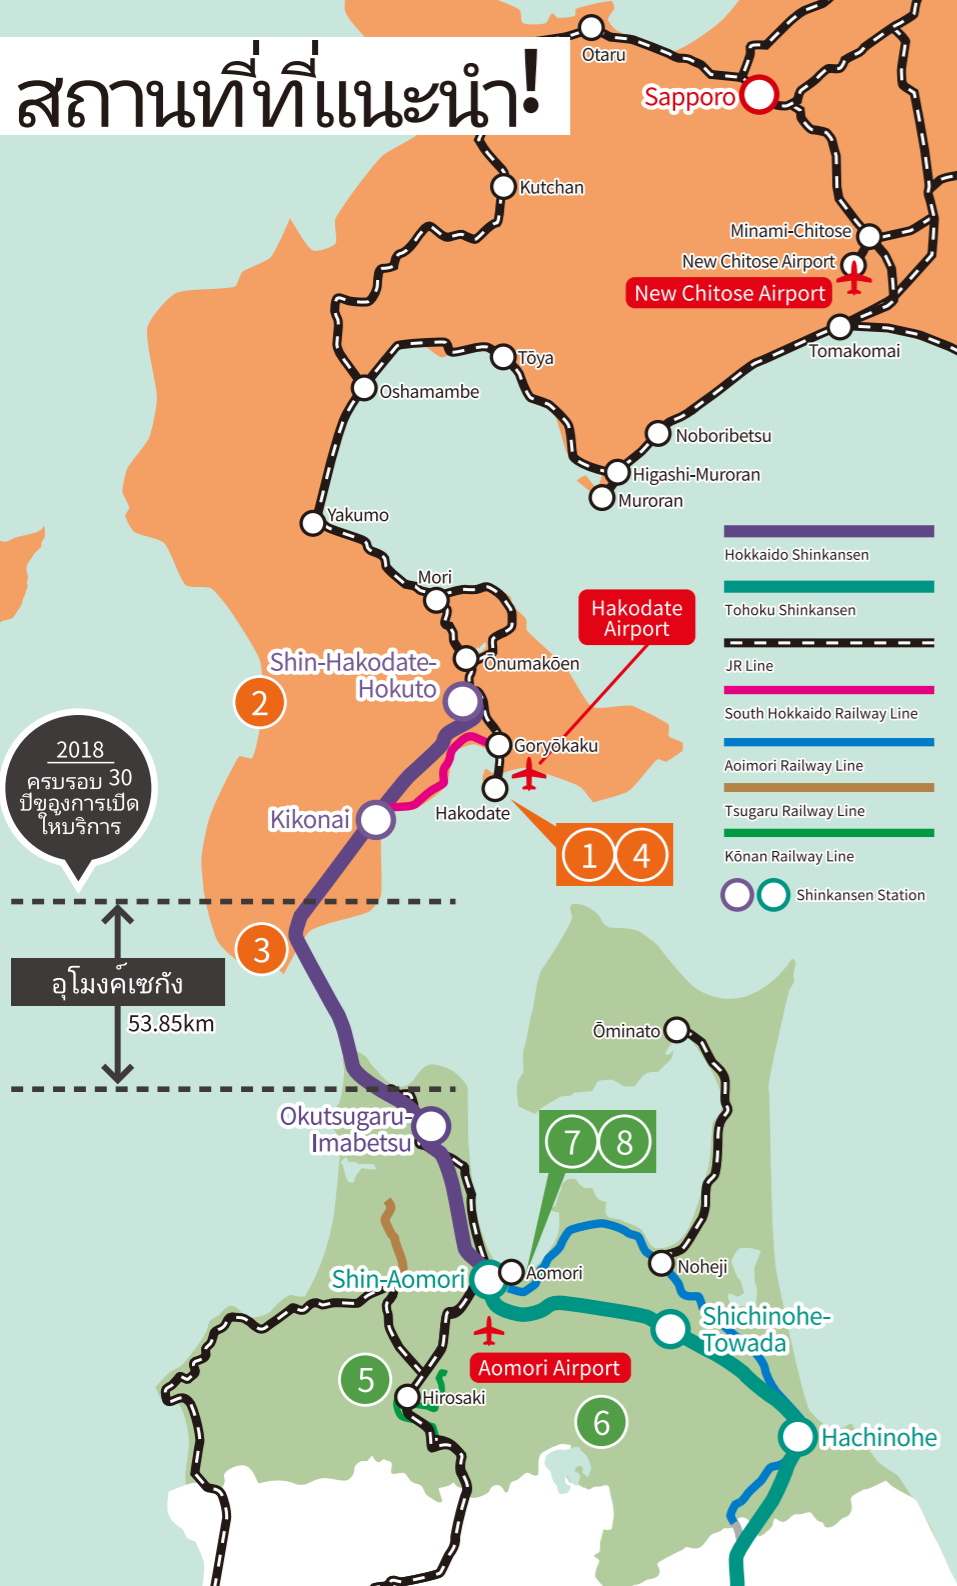 สถานที่ที่แนะนำ!
Otaru
Sapporo
Kutchan
Minami-Chitose
New Chitose Airport
New Chitose Airport
Tomakomai
Tōya
Oshamambe
Noboribetsu
Higashi-Muroran
Muroran
Yakumo
Mori
Hakodate
Airport
Ōnumakōen
Shin-Hakodate-
Hokuto
2
Goryōkaku
Hakodate
Kikonai
1 4
2018
ครบรอบ 30
ปีของการเปิด
ให้บริการ
Hokkaido Shinkansen
Tohoku Shinkansen
JR Line
South Hokkaido Railway Line
Aoimori Railway Line
Tsugaru Railway Line
Kōnan Railway Line
Shinkansen Station
3
อุโมงค์เซกัง
53.85km
Ōminato
Okutsugaru-
Imabetsu
7 8
Shin-Aomori
Aomori
Noheji
Shichinohe-
Towada
Aomori Airport
5
Hirosaki
6
Hachinohe